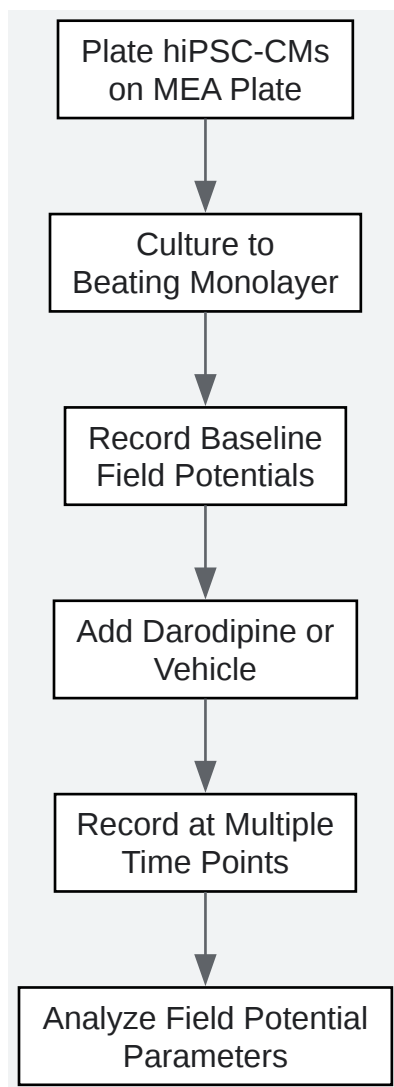 Plate hiPSC-CMs
on MEA Plate
Culture to
Beating Monolayer
Record Baseline
Field Potentials
Add Darodipine or
Vehicle
Record at Multiple
Time Points
Analyze Field Potential
Parameters